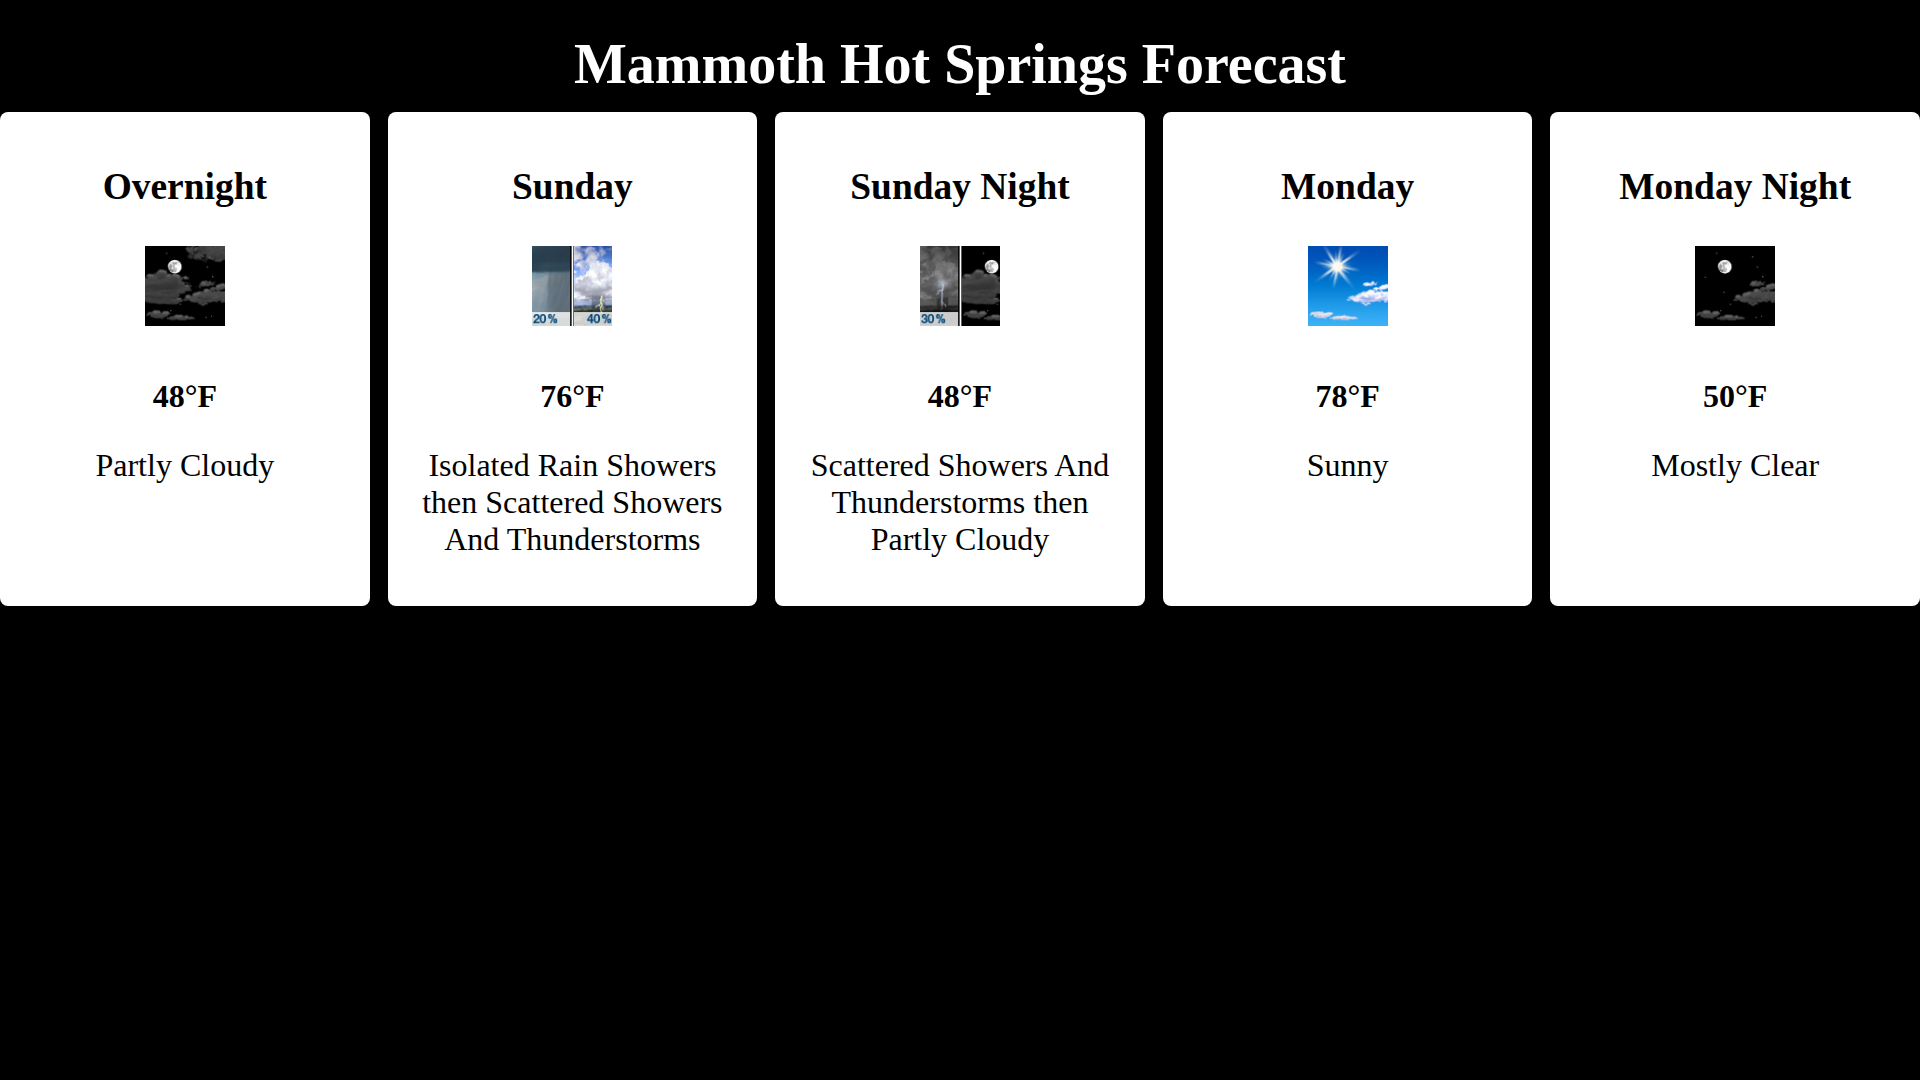 Mammoth Hot Springs Forecast
Overnight
48°F
Partly Cloudy
Sunday
20%
40%
76°F
Isolated Rain Showers
then Scattered Showers
And Thunderstorms
Sunday Night
30%
48°F
Scattered Showers And
Thunderstorms then
Partly Cloudy
Monday
78°F
Sunny
Monday Night
50°F
Mostly Clear